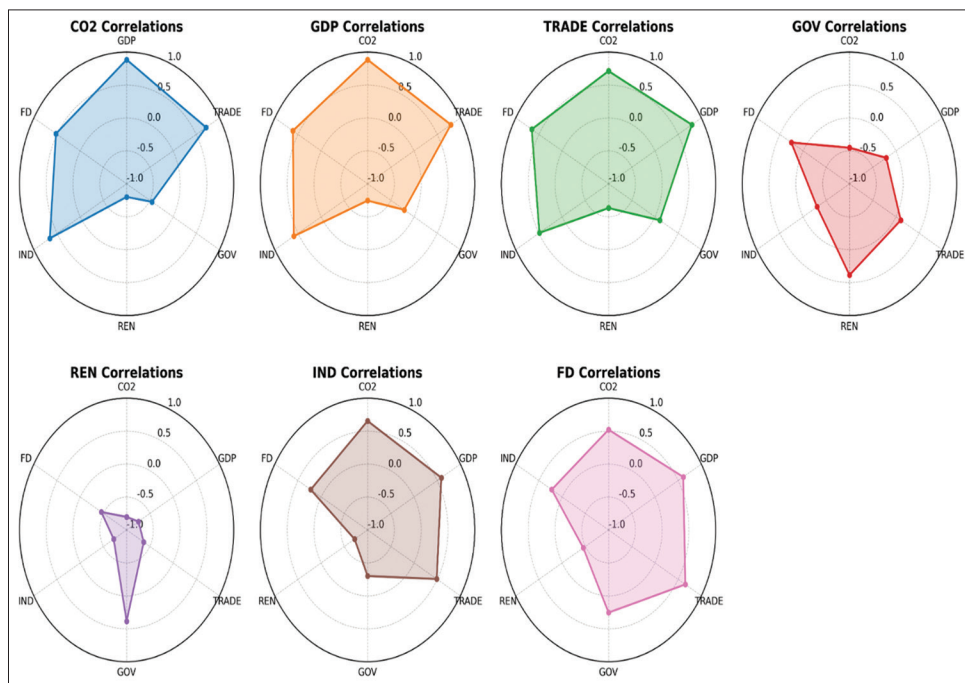 CO2 Correlations
GDP
1.0
0.5
0.0
-0.5
-1.0
FD
TRADE
IND
GOV
REN
GDP Correlations
CO2
1.0
0.5
0.0
-0.5
-1.0
FD
TRADE
IND
GOV
REN
TRADE Correlations
CO2
1.0
0.5
0.0
-0.5
-1.0
FD
GDP
IND
GOV
REN
GOV Correlations
CO2
1.0
0.5
0.0
-0.5
-1.0
FD
GDP
IND
TRADE
REN
REN Correlations
CO2
1.0
0.5
0.0
-0.5
-1.0
FD
GDP
IND
TRADE
GOV
IND Correlations
CO2
1.0
0.5
0.0
-0.5
-1.0
FD
GDP
REN
TRADE
GOV
FD Correlations
CO2
1.0
0.5
0.0
-0.5
-1.0
IND
GDP
REN
TRADE
GOV